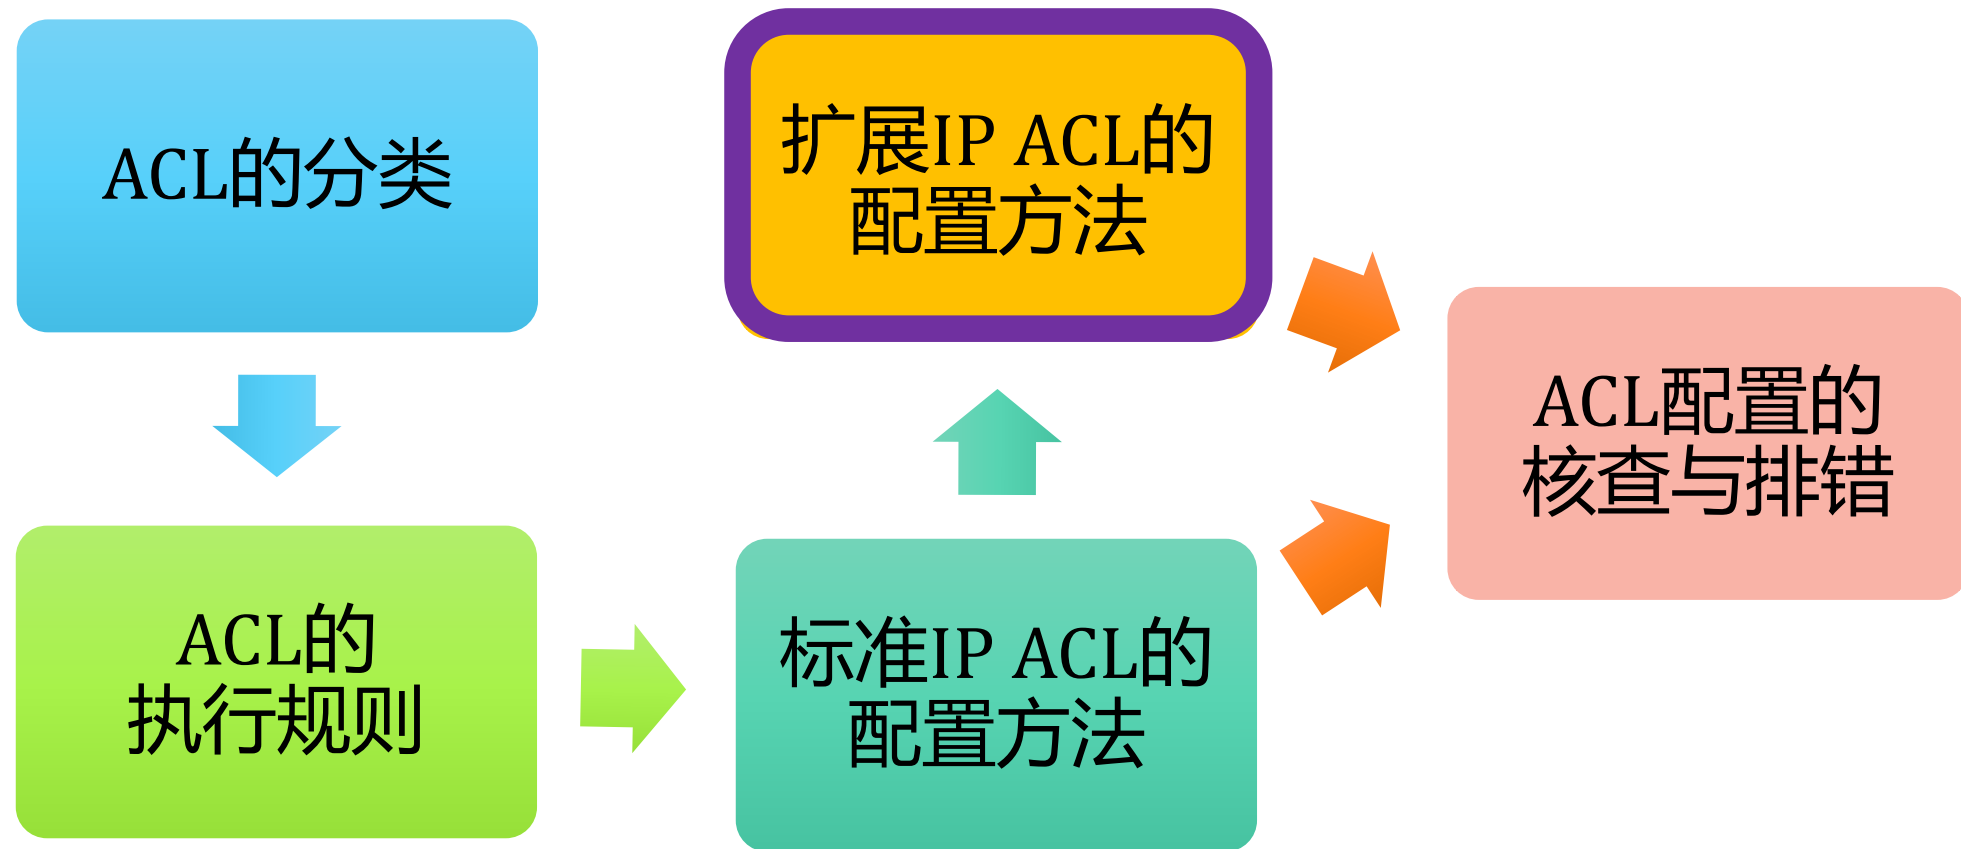 ACL的分类
ACL的
执行规则
标准IP ACL的
配置方法
扩展IP ACL的
配置方法
ACL配置的
核查与排错